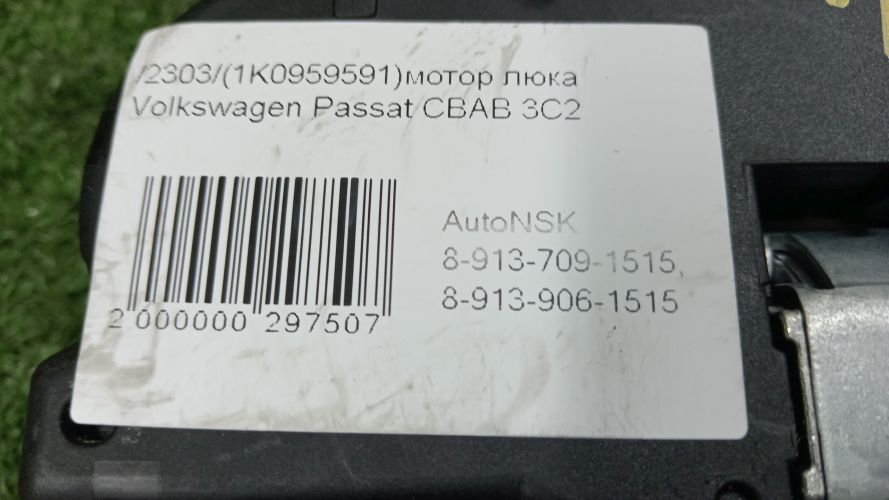 /2303/(1K0959591)мотор люка
Volkswagen Passat CBAB 3C2
AutoNSK
8-913-709-1515,
8-913-906-1515
2 000000 297507